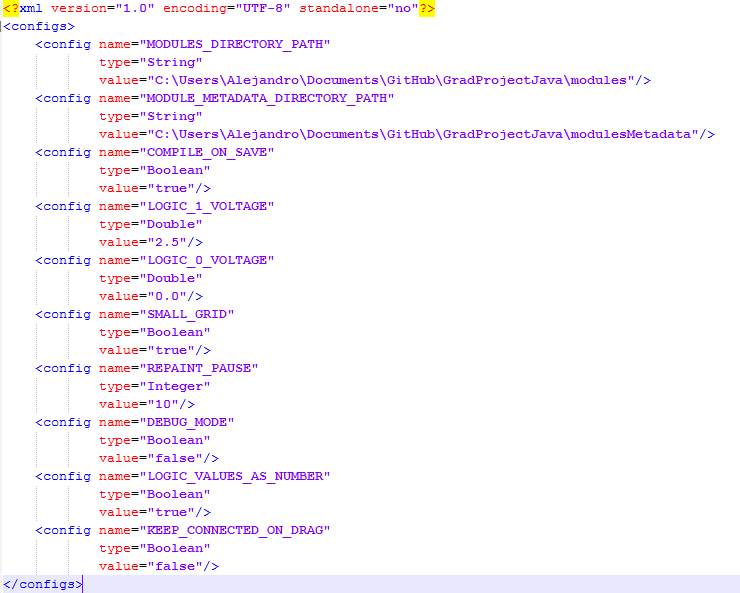 <?xml version="1.0" encoding="UTF-8" standalone="no"?>
<configs>
    <config name="MODULES_DIRECTORY_PATH"
            type="String"
            value="C:\Users\Alejandro\Documents\GitHub\GradProjectJava\modules"/>
    <config name="MODULE_METADATA_DIRECTORY_PATH"
            type="String"
            value="C:\Users\Alejandro\Documents\GitHub\GradProjectJava\modulesMetadata"/>
    <config name="COMPILE_ON_SAVE"
            type="Boolean"
            value="true"/>
    <config name="LOGIC_1_VOLTAGE"
            type="Double"
            value="2.5"/>
    <config name="LOGIC_0_VOLTAGE"
            type="Double"
            value="0.0"/>
    <config name="SMALL_GRID"
            type="Boolean"
            value="true"/>
    <config name="REPAINT_PAUSE"
            type="Integer"
            value="10"/>
    <config name="DEBUG_MODE"
            type="Boolean"
            value="false"/>
    <config name="LOGIC_VALUES_AS_NUMBER"
            type="Boolean"
            value="true"/>
    <config name="KEEP_CONNECTED_ON_DRAG"
            type="Boolean"
            value="false"/>
</configs>